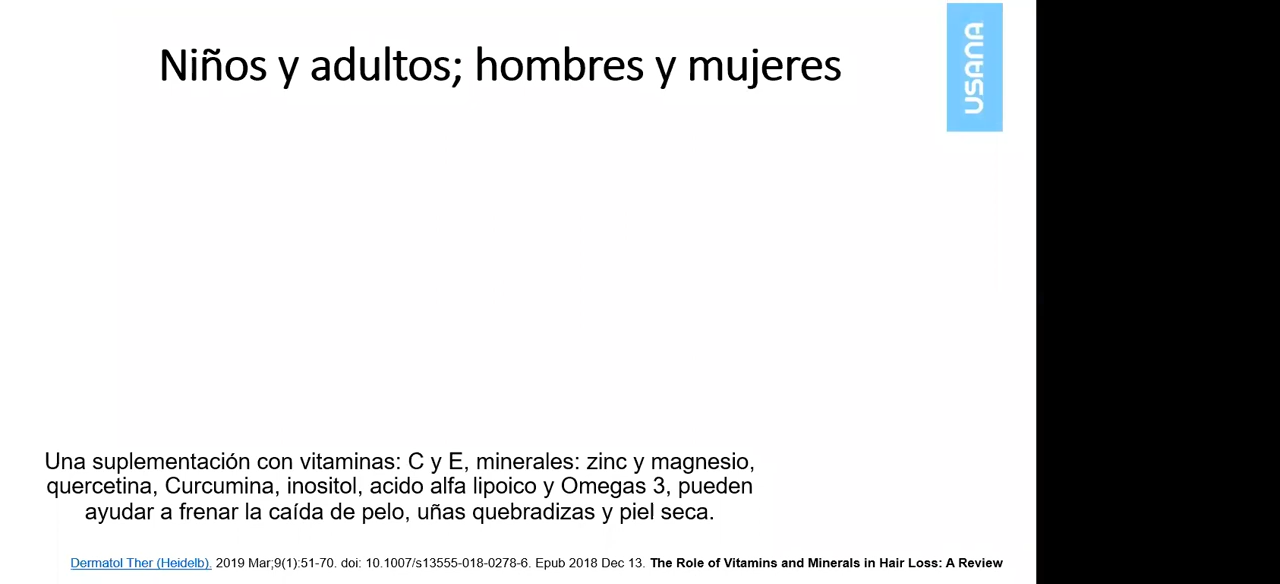 Niños y adultos; hombres y mujeres
USANA
Una suplementación con vitaminas: C y E, minerales: zinc y magnesio,
quercetina, Curcumina, inositol, acido alfa lipoico y Omegas 3, pueden
ayudar a frenar la caída de pelo, uñas quebradizas y piel seca.
Dermatol Ther (Heidelb). 2019 Mar;9(1):51-70. doi: 10.1007/s13555-018-0278-6. Epub 2018 Dec 13. The Role of Vitamins and Minerals in Hair Loss: A Review